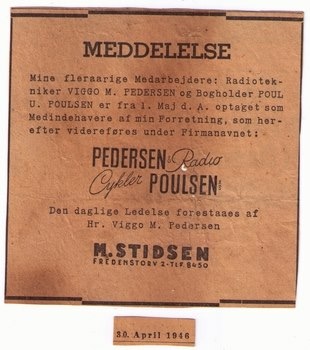 MEDDELELSE
Mine fleraarige Medarbejdere: Radiotek-
niker VIGGO M. PEDERSEN og Bogholder POUL
U. POULSEN er fra 1. Maj d. A. optaget som
Medindehavere af min Forretning, som her-
efter videreføres under Firmanavnet:
PEDERSEN & Radio
Cykler POULSEN
Den daglige Ledelse forestaaes af
Hr. Viggo M. Pedersen
M. STIDSEN
FREDENSTORV 2 - TLF. 8450
30. April 1946